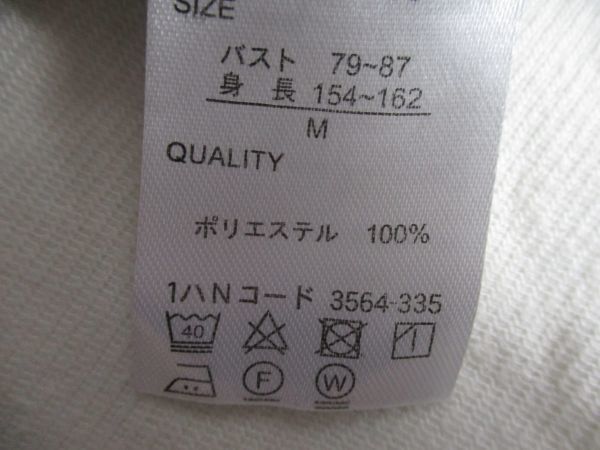 SIZE
バスト 79~87
身 長 154~162
M
QUALITY
ポリエステル 100%
1ハNコード 3564-335
40
F W